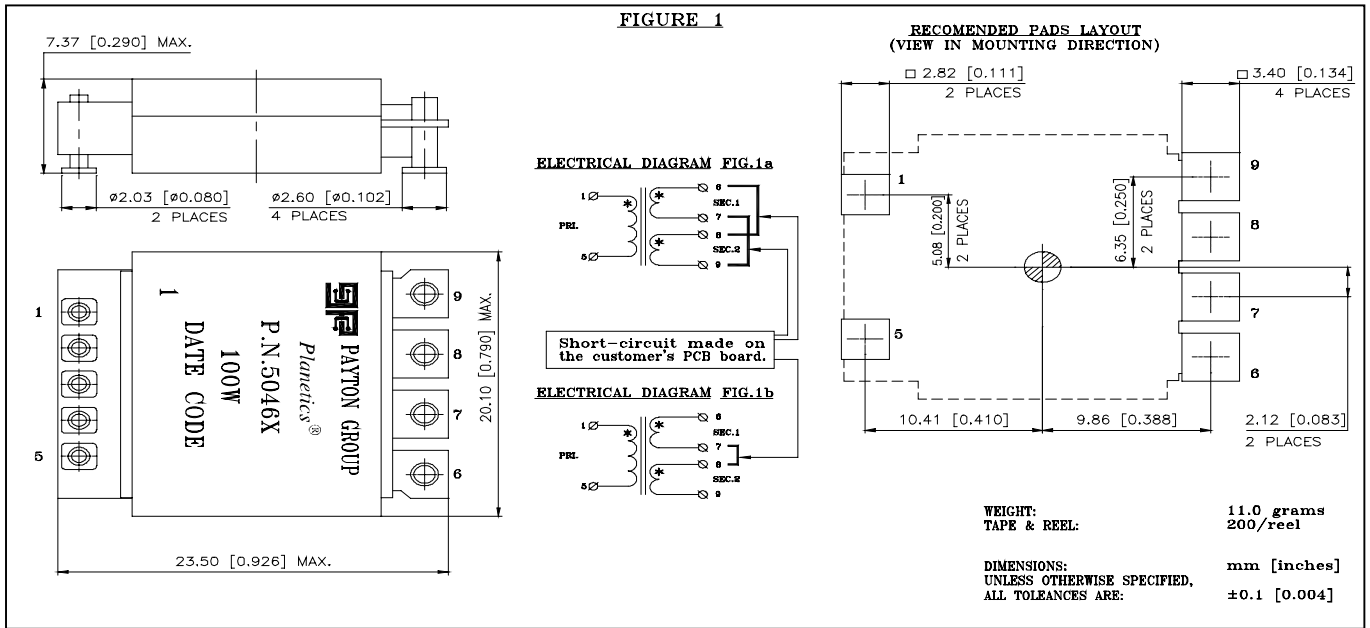 FIGURE 1
7.37 [0.290] MAX.
ø2.03 [ø0.080]
2 PLACES
ø2.60 [ø0.102]
4 PLACES
1
5
9
8
7
6
PAYTON GROUP
Planetics®
P.N.5046X
100W
DATE CODE
1
20.10 [0.790] MAX.
23.50 [0.926] MAX.
ELECTRICAL DIAGRAM FIG.1a
1
PRI.
5
6
SEC.1
7
8
SEC.2
9
Short-circuit made on
the customer's PCB board.
ELECTRICAL DIAGRAM FIG.1b
1
PRI.
5
6
SEC.1
7
8
SEC.2
9
RECOMENDED PADS LAYOUT
(VIEW IN MOUNTING DIRECTION)
□ 2.82 [0.111]
2 PLACES
□ 3.40 [0.134]
4 PLACES
1
5
9
8
7
6
5.08 [0.200]
2 PLACES
6.35 [0.250]
2 PLACES
10.41 [0.410]
9.86 [0.388]
2.12 [0.083]
2 PLACES
WEIGHT: 11.0 grams
TAPE & REEL: 200/reel
DIMENSIONS: mm [inches]
UNLESS OTHERWISE SPECIFIED,
ALL TOLEANCES ARE: ±0.1 [0.004]